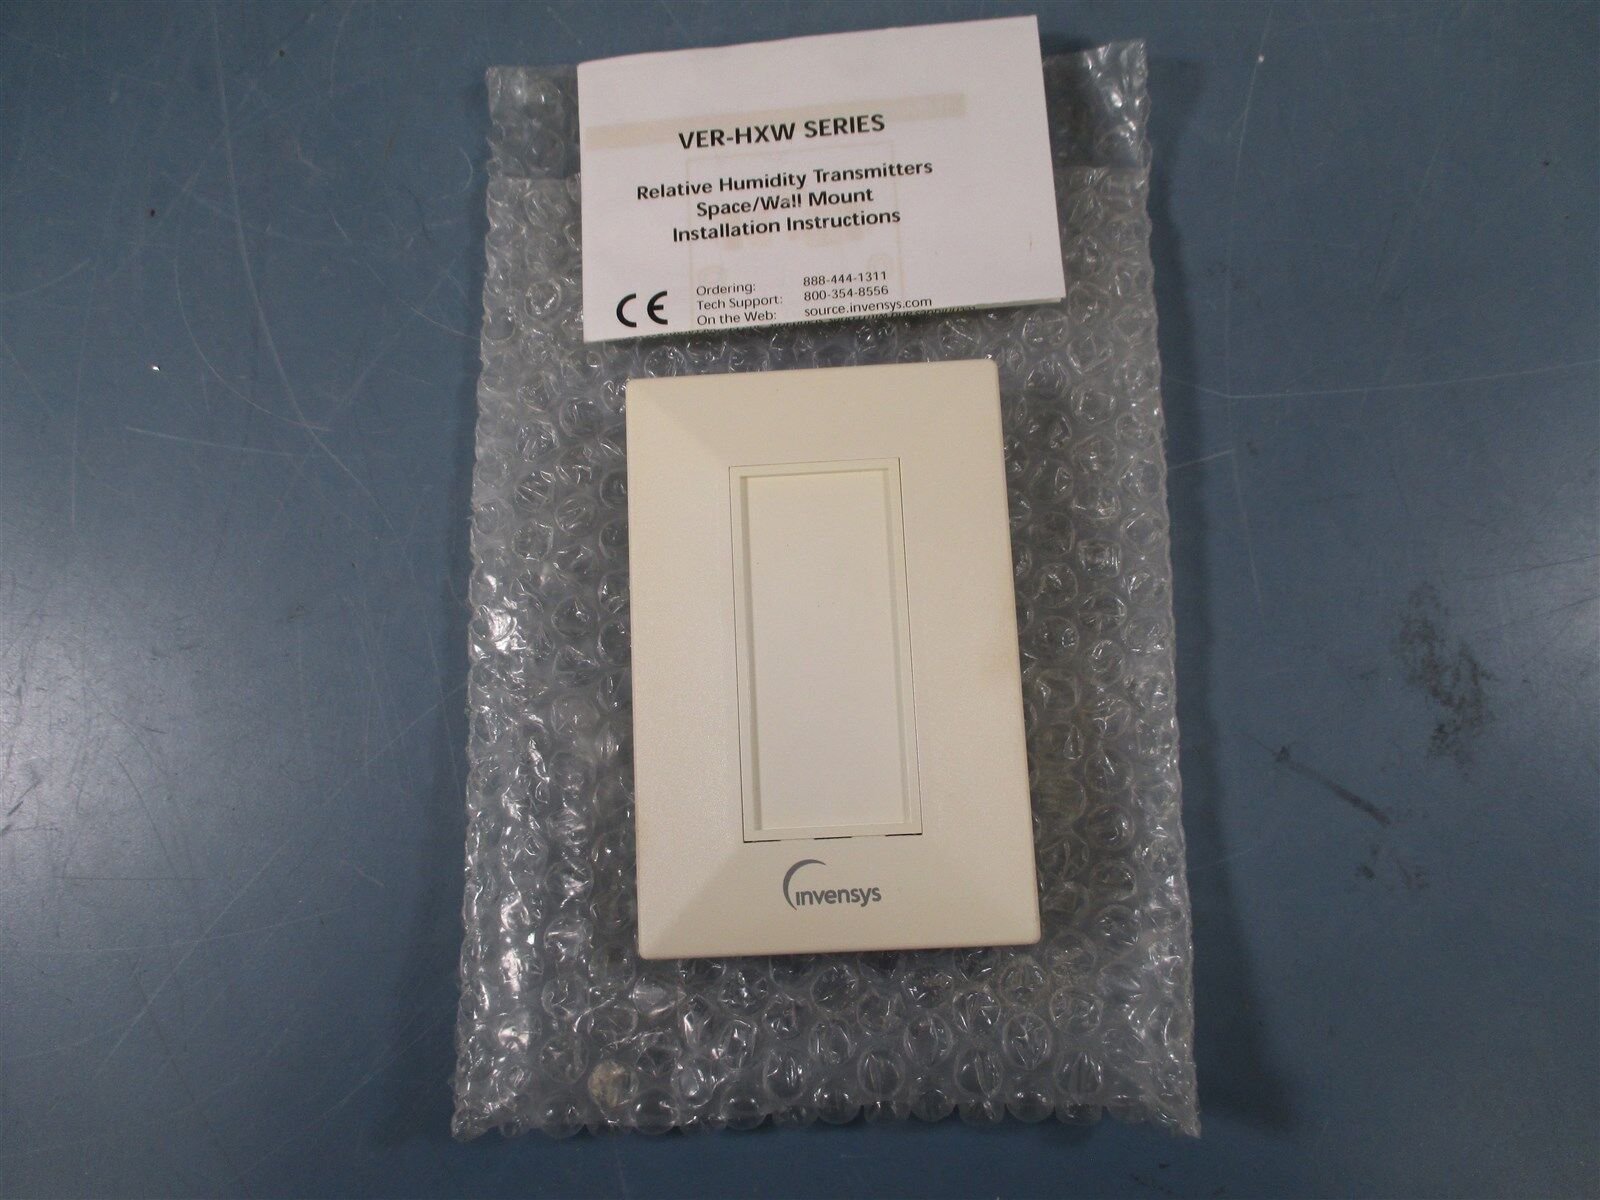 VER-HXW SERIES
Relative Humidity Transmitters
Space/Wall Mount
Installation Instructions
CE
Ordering: 888-444-1311
Tech Support: 800-354-8556
On the Web: source.invensys.com
invensys